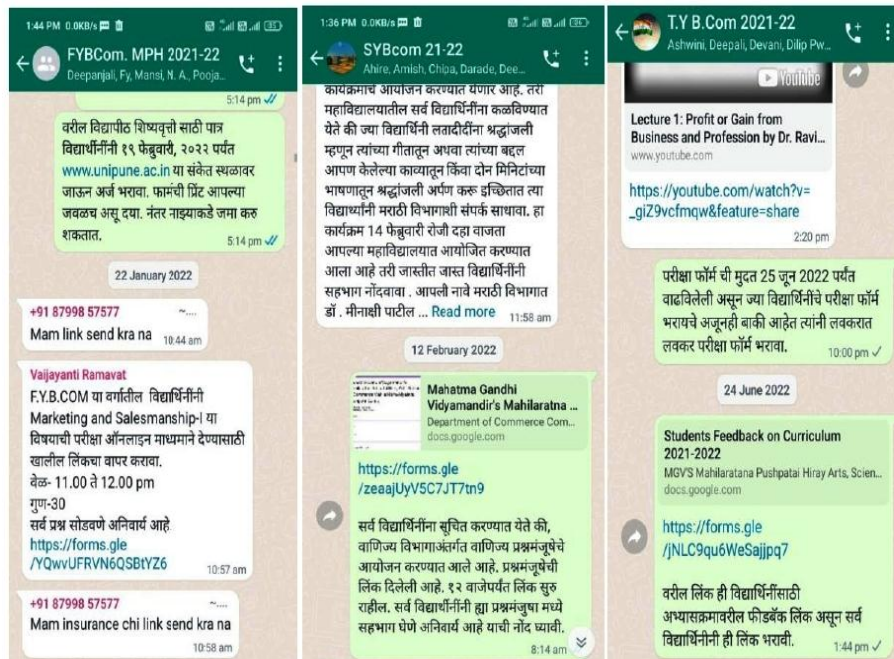 1:44 PM 0.0KB/s
FYBCom. MPH 2021-22
Deepanjali, Fy, Mansi, N. A., Pooja...
5:14 pm
वरील विद्यापीठ शिष्यवृत्ती साठी पात्र
विद्यार्थीनींनी १९ फेब्रुवारी, २०२२ पर्यंत
www.unipune.ac.in या संकेत स्थळावर
जाऊन अर्ज भरावा. फामंची प्रिंट आपल्या
जवळच असू दया. नंतर नाझ्याकडे जमा करु
शकतात.
5:14 pm
22 January 2022
+91 87998 57577 ~....
Mam link send kra na 10:44 am
Vaijayanti Ramavat
F.Y.B.COM या वर्गातील विद्यार्थिनींनी
Marketing and Salesmanship-I या
विषयाची परीक्षा ऑनलाइन माध्यमाने देण्यासाठी
खालील लिंकचा वापर करावा.
वेळ- 11.00 ते 12.00 pm
गुण-30
सर्व प्रश्न सोडवणे अनिवार्य आहे
https://forms.gle
/YQwvUFRVN6QSBtYZ6 10:57 am
+91 87998 57577 ~....
Mam insurance chi link send kra na
10:58 am
1:36 PM 0.0KB/s
SYBcom 21-22
Ahire, Amish, Chipa, Darade, Dee...
कार्यक्रमाचे आयोजन करण्यात येणार आहे. तरी
महाविद्यालयातील सर्व विद्यार्थिनींना कळविण्यात
येते की ज्या विद्यार्थिनी लतादीदींना श्रद्धांजली
म्हणून त्यांच्या गीतातून अथवा त्यांच्या बद्दल
आपण केलेल्या काव्यातून किंवा दोन मिनिटांच्या
भाषणातून श्रद्धांजली अर्पण करू इच्छितात त्या
विद्यार्थ्यांनी मराठी विभागाशी संपर्क साधावा. हा
कार्यक्रम 14 फेब्रुवारी रोजी दहा वाजता
आपल्या महाविद्यालयात आयोजित करण्यात
आला आहे तरी जास्तीत जास्त विद्यार्थिनींनी
सहभाग नोंदवावा . आपली नावे मराठी विभागात
डॉ . मीनाक्षी पाटील ... Read more 11:58 am
12 February 2022
Mahatma Gandhi
Vidyamandir's Mahilaratna ...
Department of Commerce Com...
docs.google.com
https://forms.gle
/zeaajUyV5C7JT7tn9
सर्व विद्यार्थिनींना सूचित करण्यात येते की,
वाणिज्य विभागाअंतर्गत वाणिज्य प्रश्नमंजूषेचे
आयोजन करण्यात आले आहे. प्रश्नमंजूषेची
लिंक दिलेली आहे. १२ वाजेपर्यंत लिंक सुरु
राहील. सर्व विद्यार्थिनींनी ह्या प्रश्नमंजुषा मध्ये
सहभाग घेणे अनिवार्य आहे याची नोंद घ्यावी.
8:14 am
T.Y B.Com 2021-22
Ashwini, Deepali, Devani, Dilip Pw...
YouTube
Lecture 1: Profit or Gain from
Business and Profession by Dr. Ravi...
www.youtube.com
https://youtube.com/watch?v=
_giZ9vcfmqw&feature=share
2:20 pm
परीक्षा फॉर्म ची मुदत 25 जून 2022 पर्यंत
वाढविलेली असून ज्या विद्यार्थिनींचे परीक्षा फॉर्म
भरायचे अजूनही बाकी आहेत त्यांनी लवकरात
लवकर परीक्षा फॉर्म भरावा.
10:00 pm
24 June 2022
Students Feedback on Curriculum
2021-2022
MGV'S Mahilaratana Pushpatai Hiray Arts, Scien...
docs.google.com
https://forms.gle
/jNLC9qu6WeSajjpq7
वरील लिंक ही विद्यार्थिनींसाठी
अभ्यासक्रमावरील फीडबॅक लिंक असून सर्व
विद्यार्थिनीनी ही लिंक भरावी.
1:44 pm